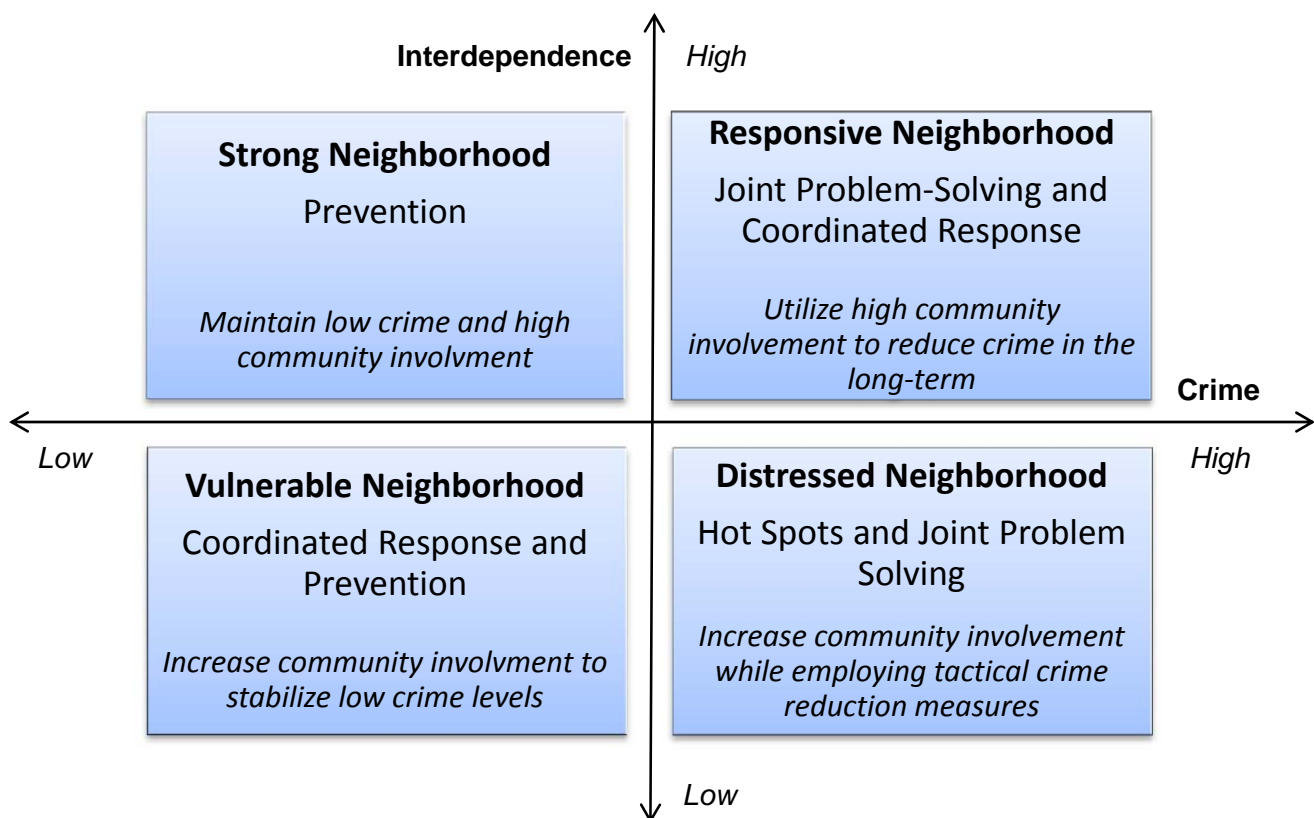 Interdependence
High
Strong Neighborhood
Prevention
Maintain low crime and high
community involvment
Responsive Neighborhood
Joint Problem-Solving and
Coordinated Response
Utilize high community
involvement to reduce crime in the
long-term
Crime
Low
High
Vulnerable Neighborhood
Coordinated Response and
Prevention
Increase community involvment to
stabilize low crime levels
Distressed Neighborhood
Hot Spots and Joint Problem
Solving
Increase community involvement
while employing tactical crime
reduction measures
Low